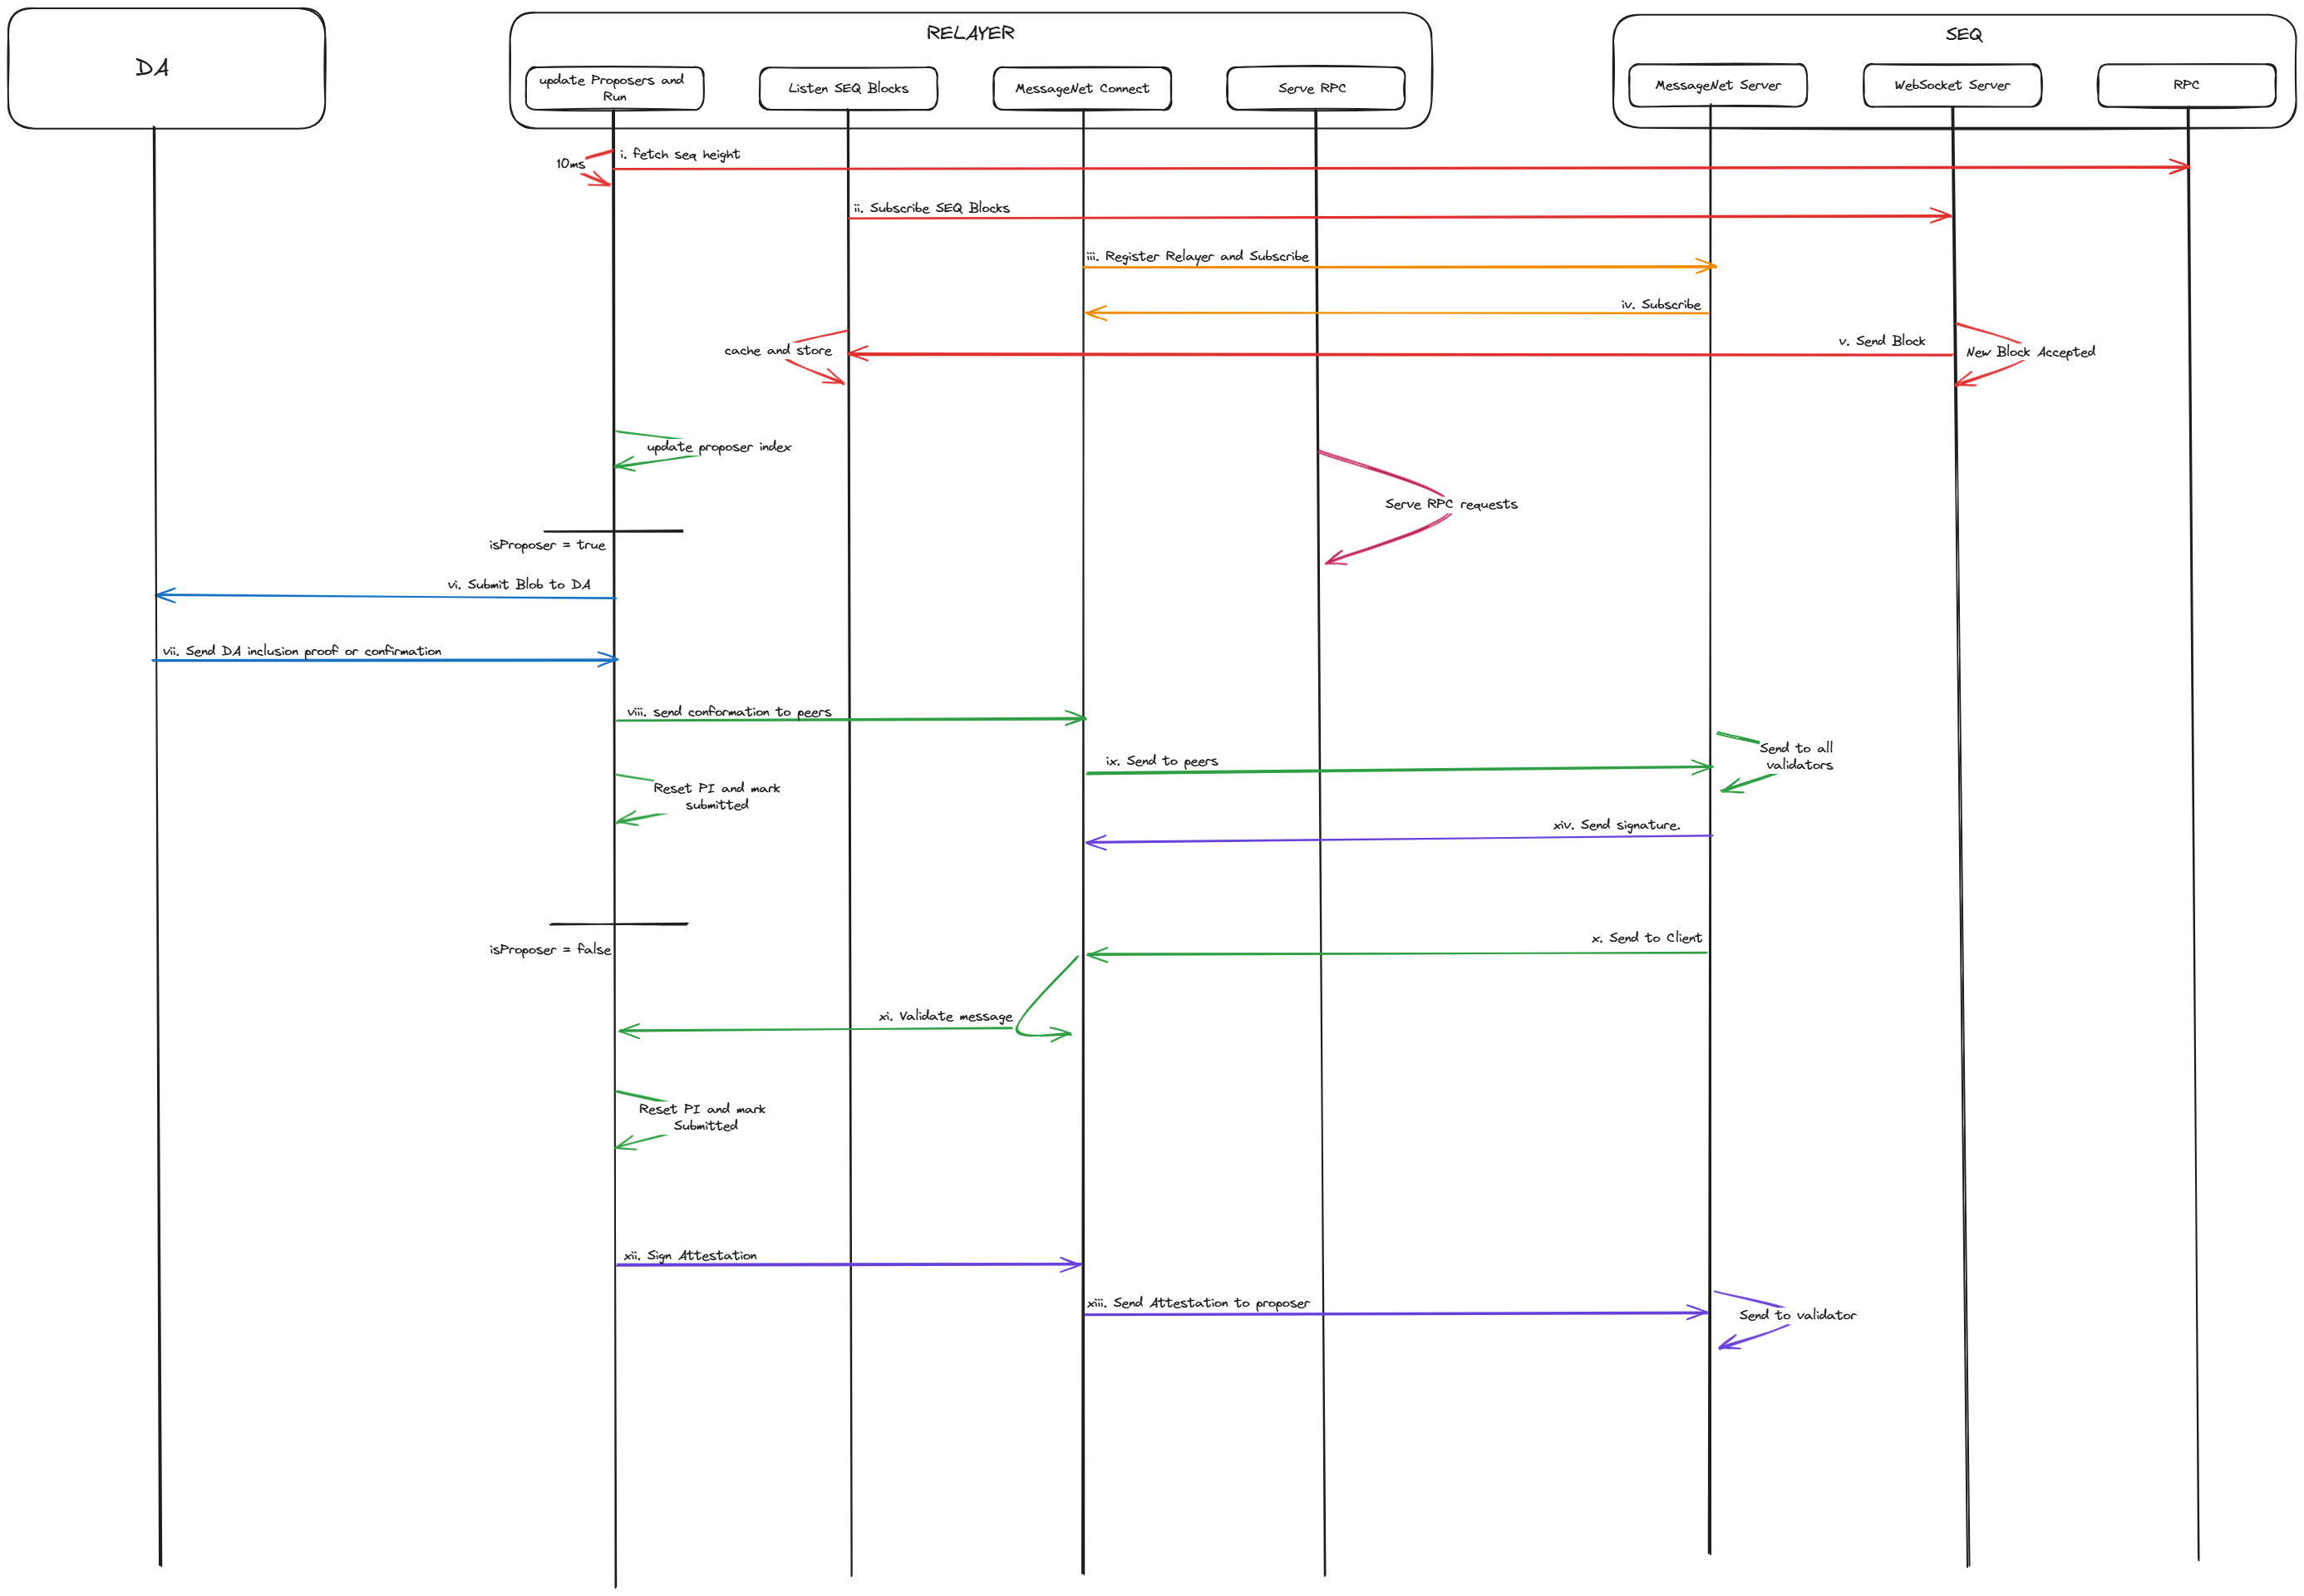 DA
RELAYER
SEQ
update Proposers and
Run
Listen SEQ Blocks
MessageNet Connect
Serve RPC
MessageNet Server
WebSocket Server
RPC
10ms
i. fetch seq height
ii. Subscribe SEQ Blocks
iii. Register Relayer and Subscribe
iv. Subscribe
v. Send Block
cache and store
New Block Accepted
update proposer index
Serve RPC requests
isProposer = true
vi. Submit Blob to DA
vii. Send DA inclusion proof or confirmation
viii. send conformation to peers
Send to all
validators
ix. Send to peers
Reset PI and mark
submitted
xiv. Send signature.
isProposer = false
x. Send to Client
xi. Validate message
Reset PI and mark
Submitted
xii. Sign Attestation
xiii. Send Attestation to proposer
Send to validator